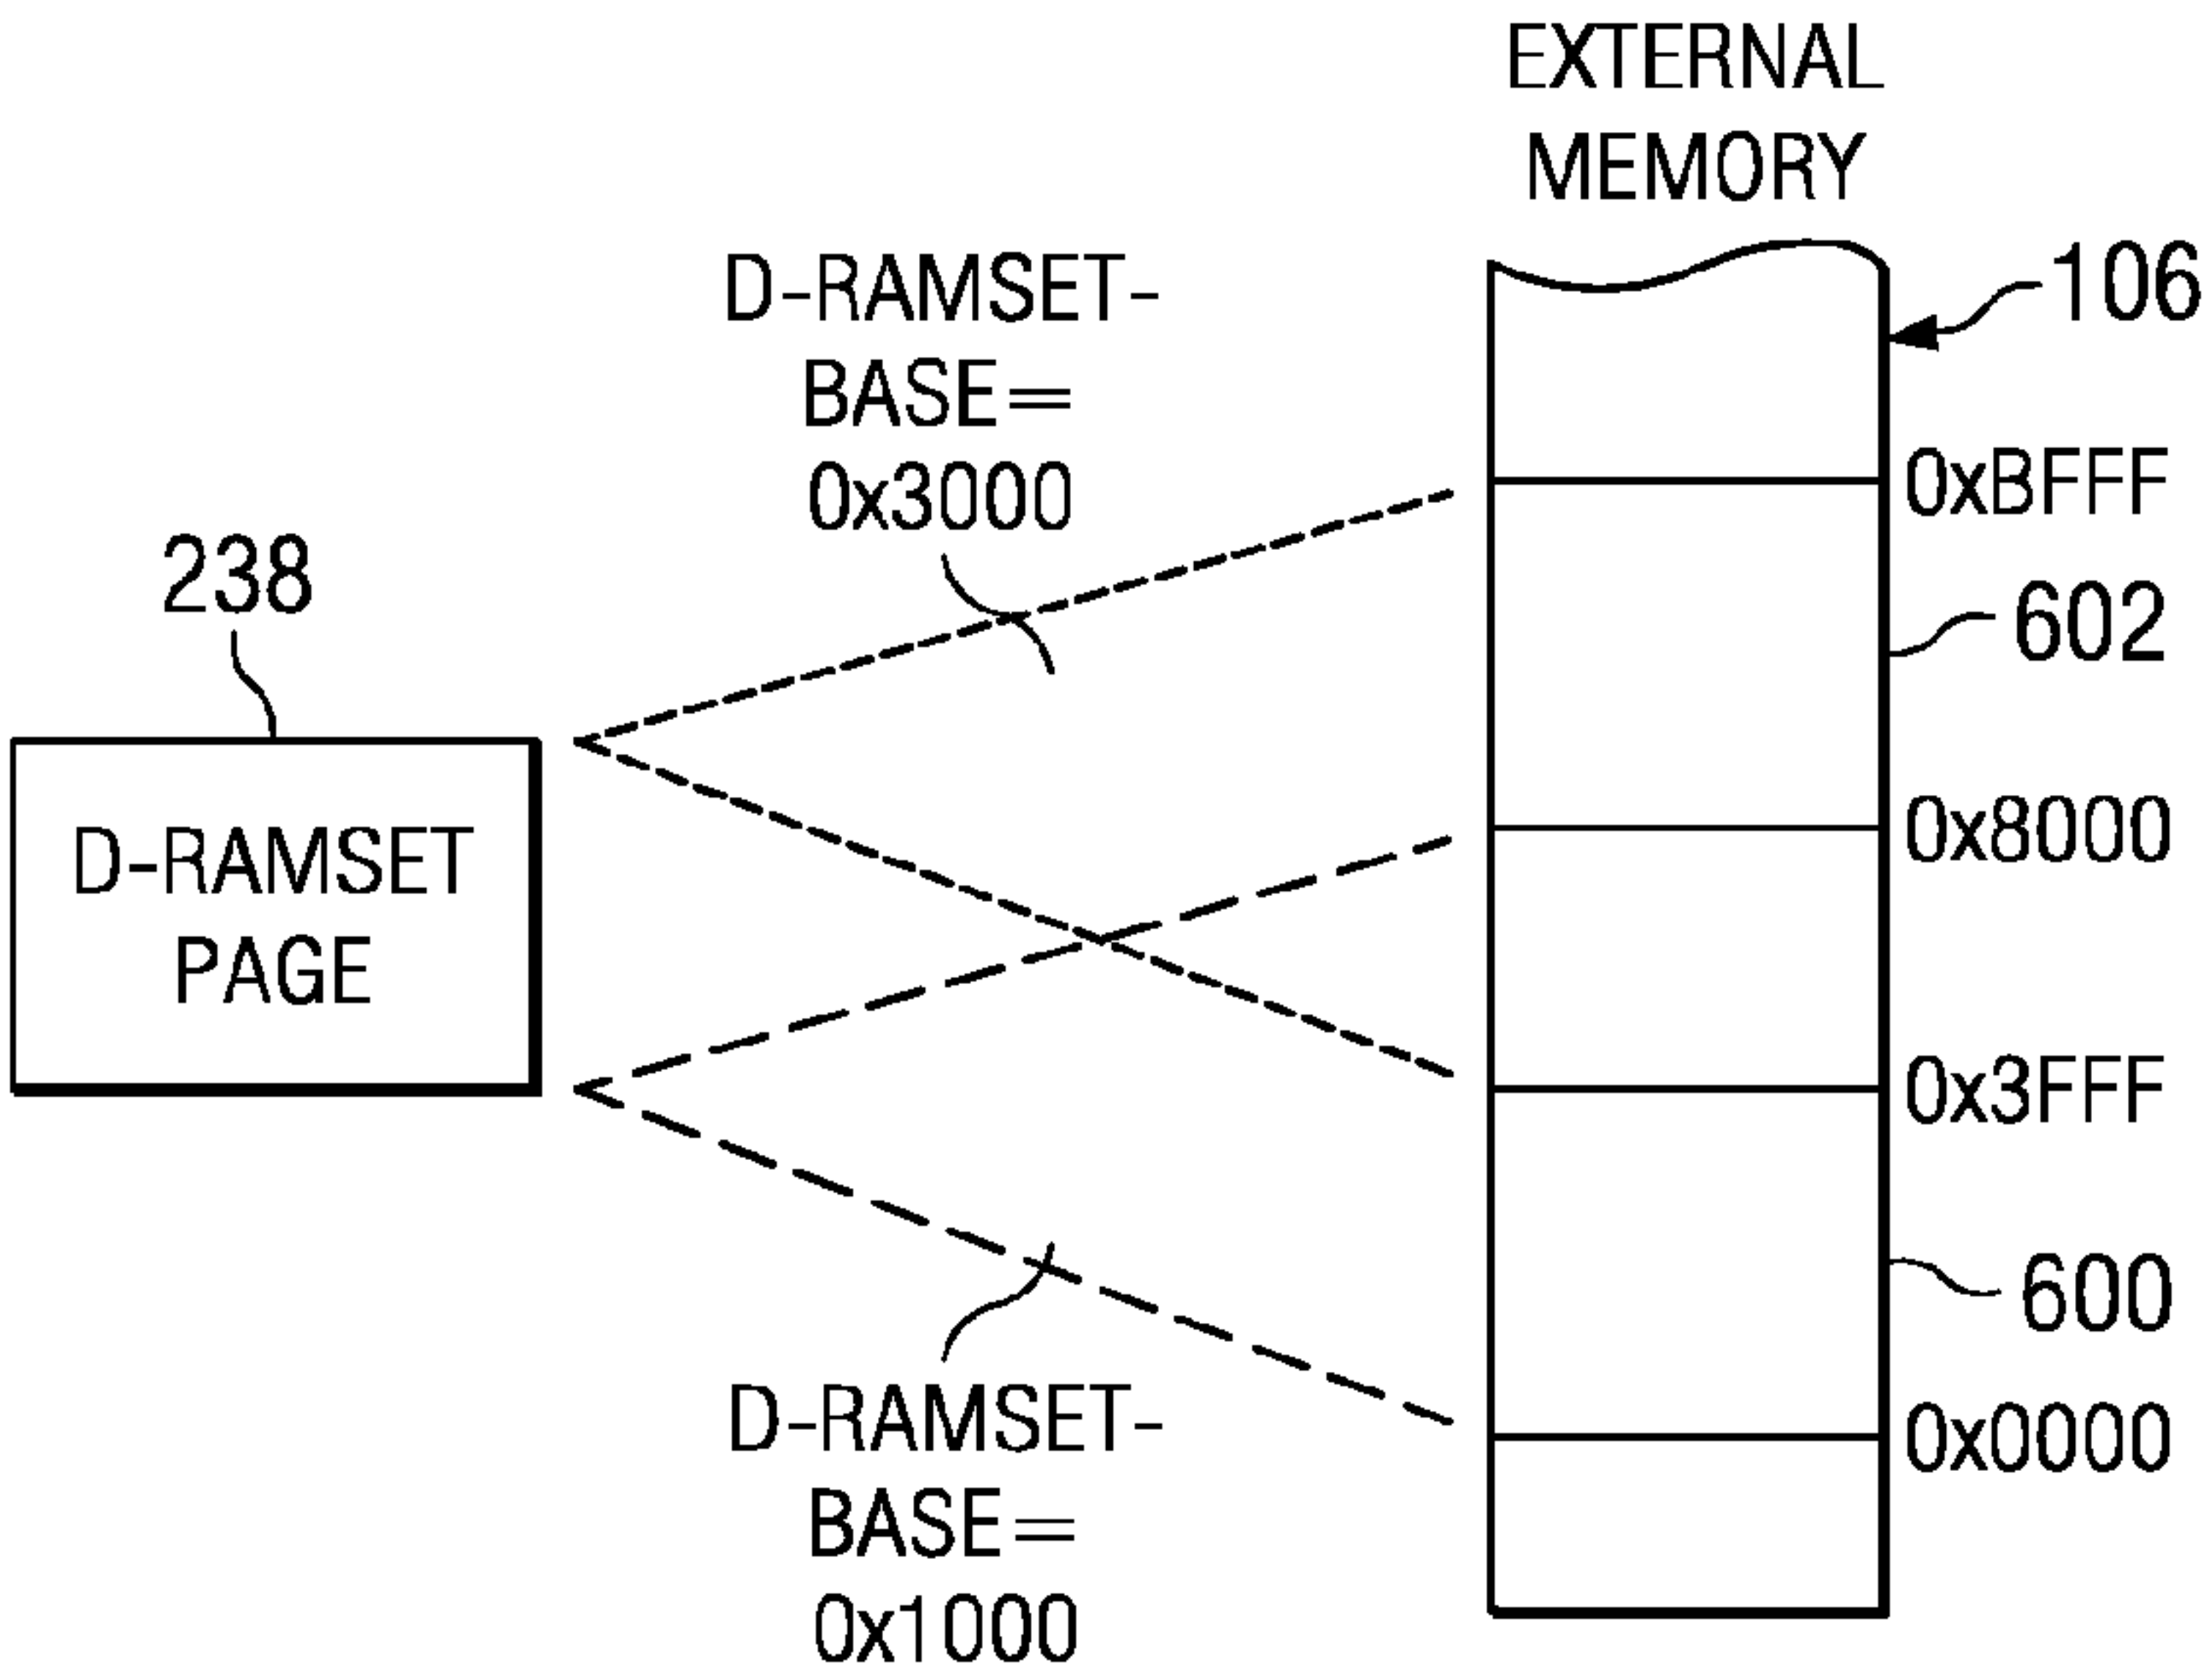 EXTERNAL
MEMORY
106
D-RAMSET-
BASE=
0x3000
0xBFFF
238
602
D-RAMSET
PAGE
0x8000
0x3FFF
600
D-RAMSET-
BASE=
0x1000
0x0000